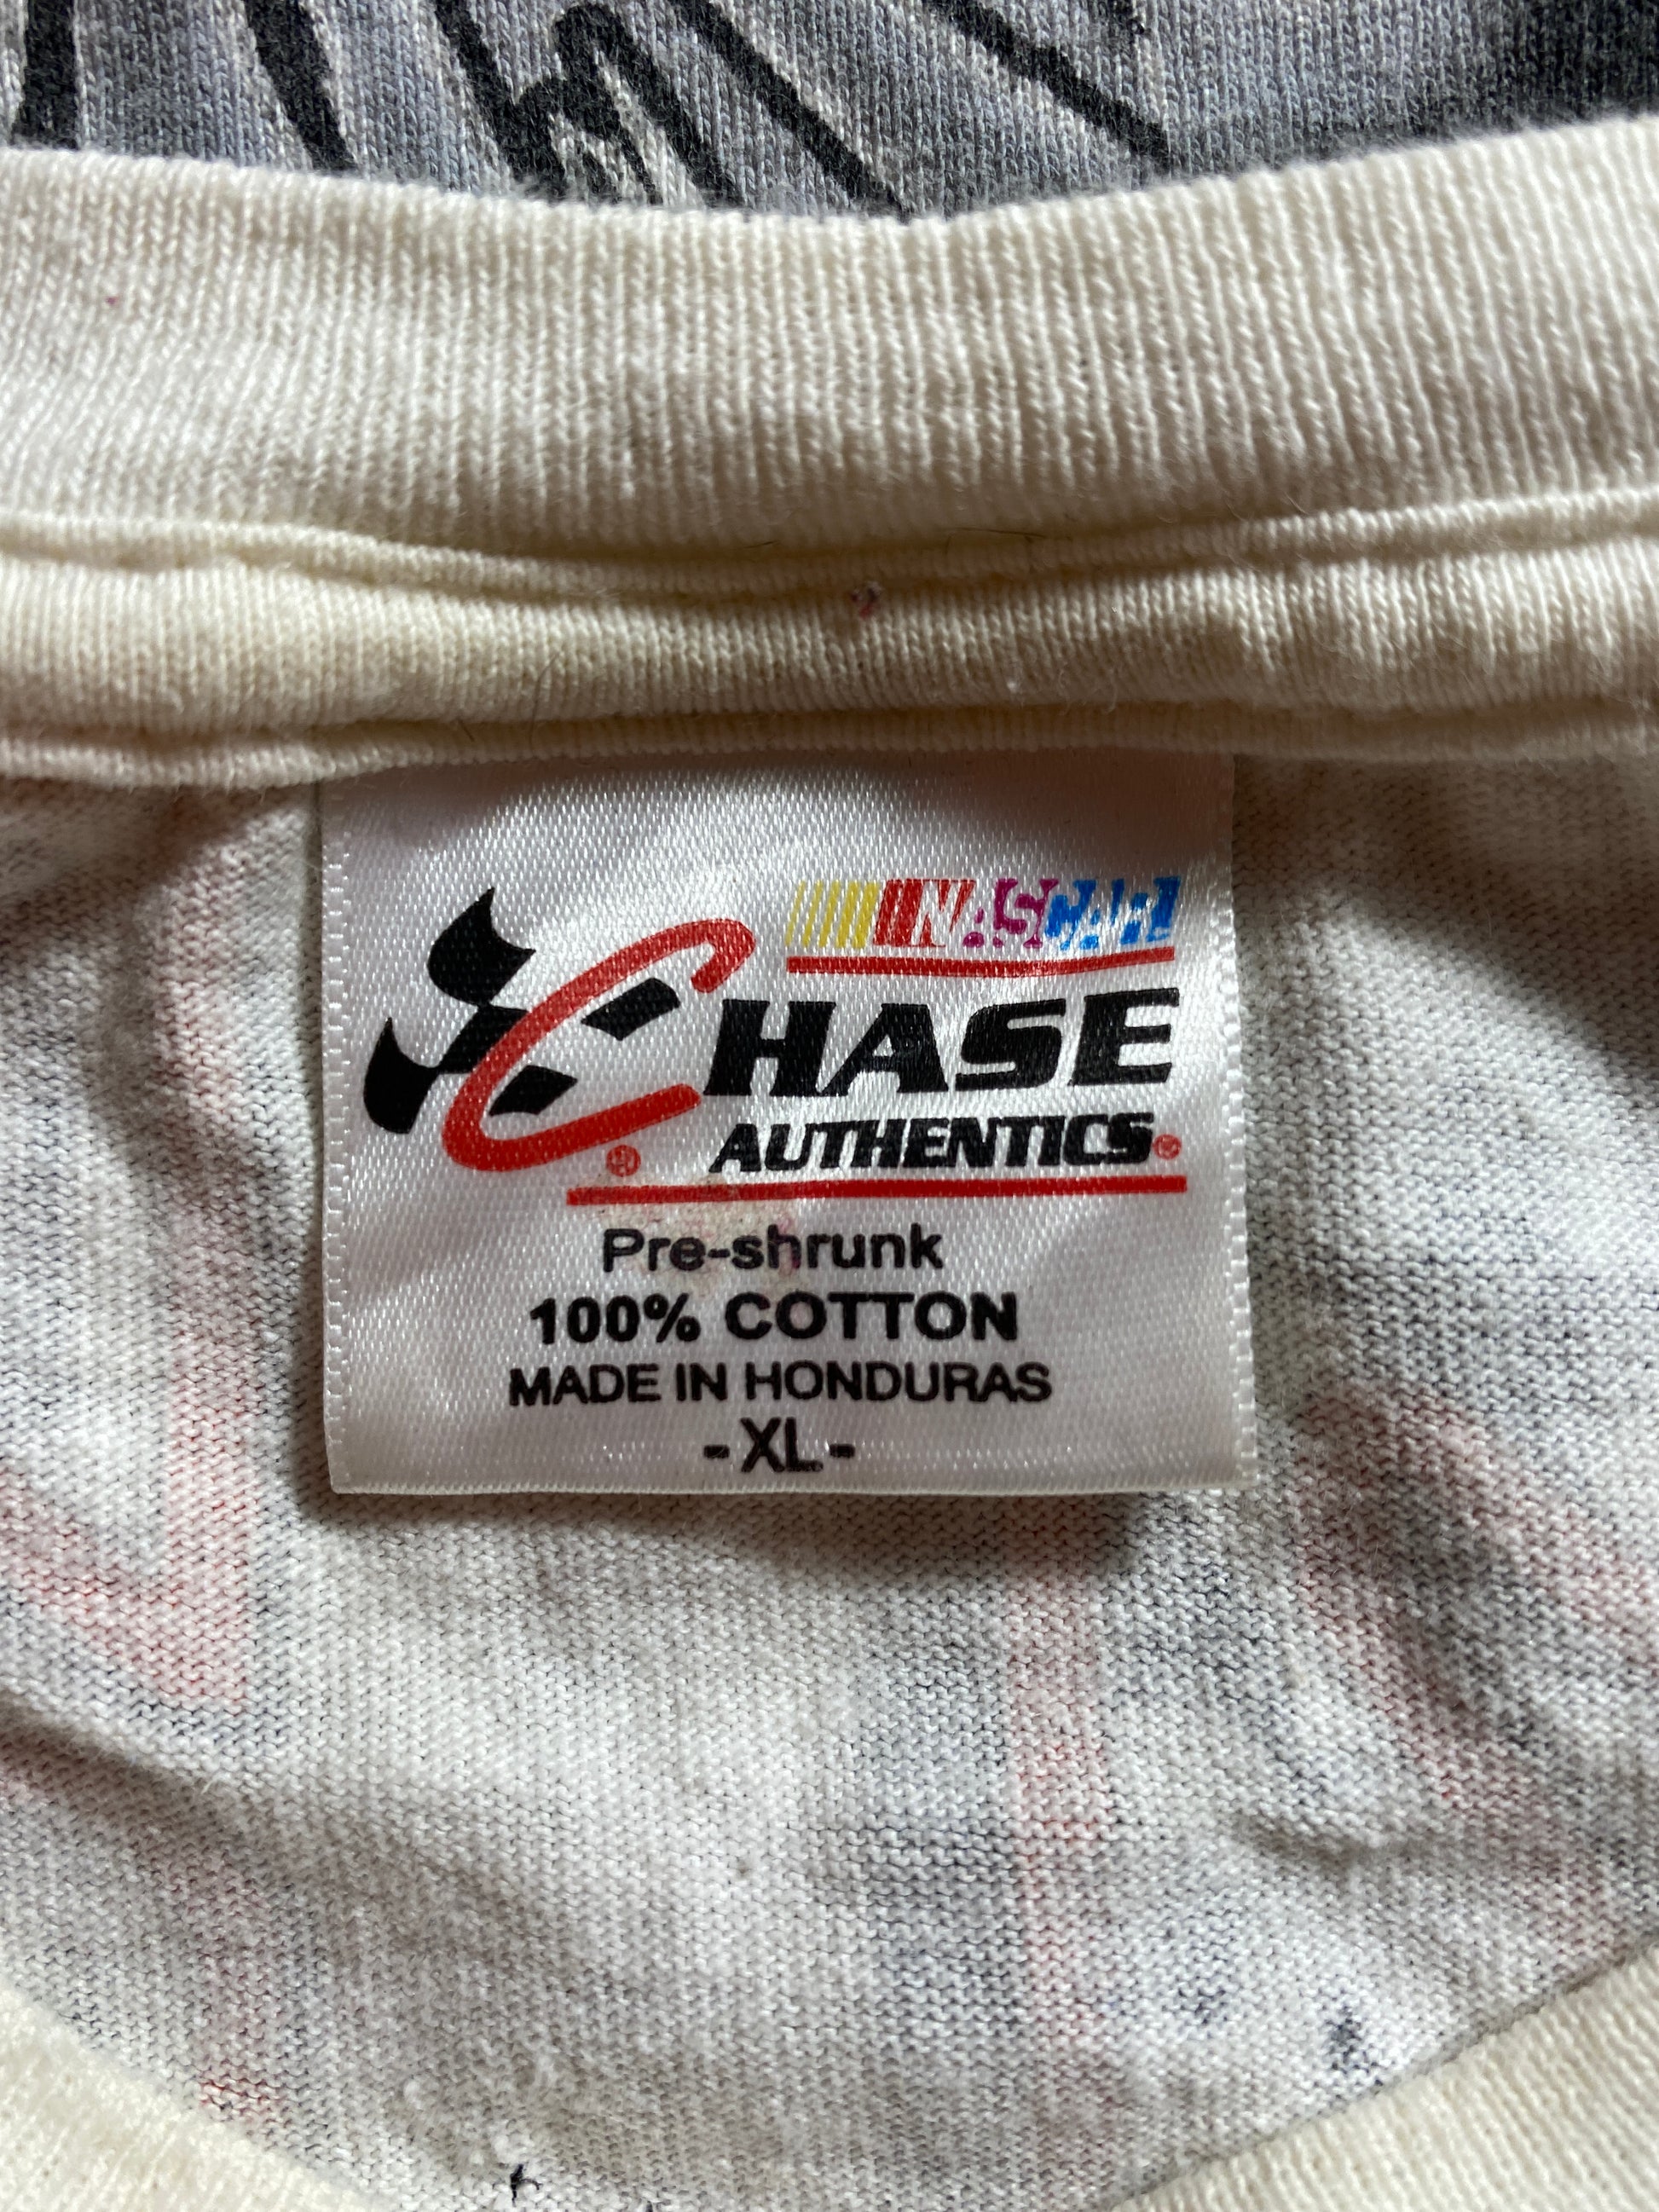 NASCAR
CHASE
AUTHENTICS®
®
Pre-shrunk
100% COTTON
MADE IN HONDURAS
-XL-